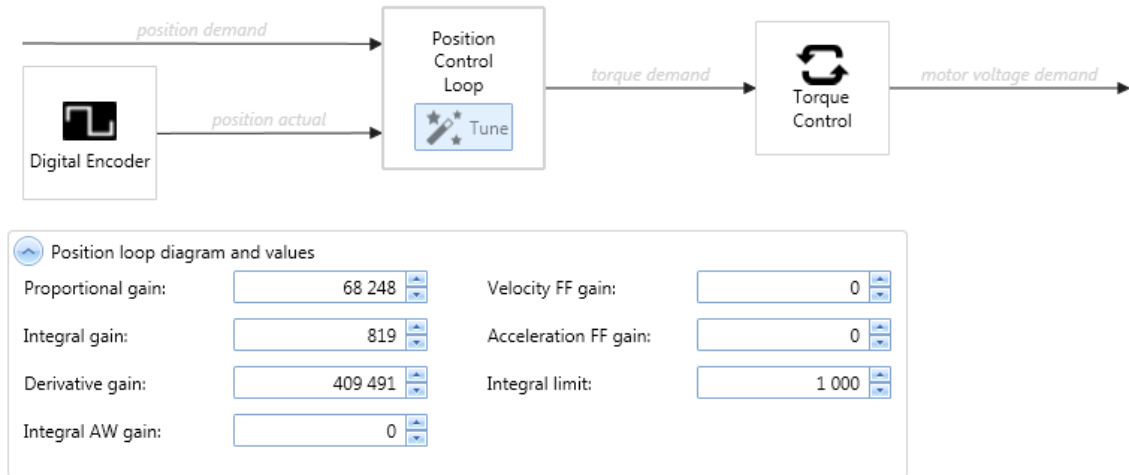 position demand
Position
Control
Loop
Tune
Digital Encoder
position actual
torque demand
Torque
Control
motor voltage demand
Position loop diagram and values
Proportional gain: 68 248 Velocity FF gain: 0
Integral gain: 819 Acceleration FF gain: 0
Derivative gain: 409 491 Integral limit: 1 000
Integral AW gain: 0